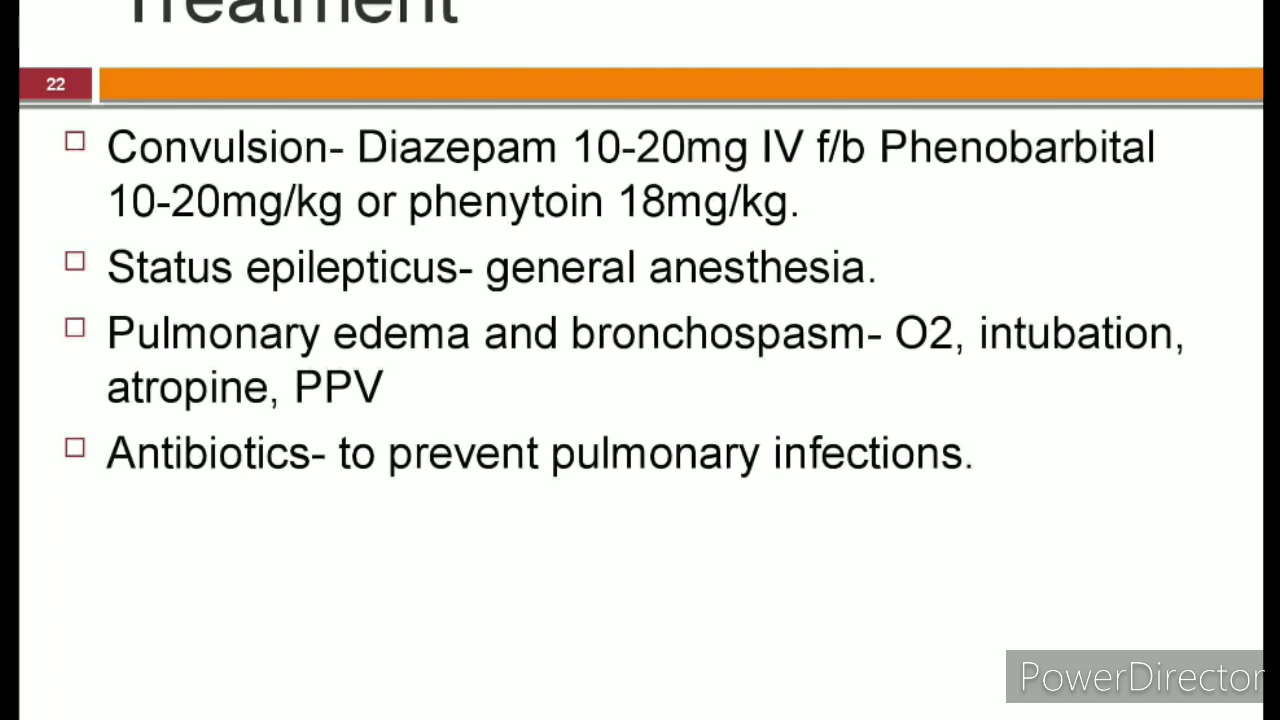 Treatment
22
Convulsion- Diazepam 10-20mg IV f/b Phenobarbital
10-20mg/kg or phenytoin 18mg/kg.
Status epilepticus- general anesthesia.
Pulmonary edema and bronchospasm- O2, intubation,
atropine, PPV
Antibiotics- to prevent pulmonary infections.
PowerDirector